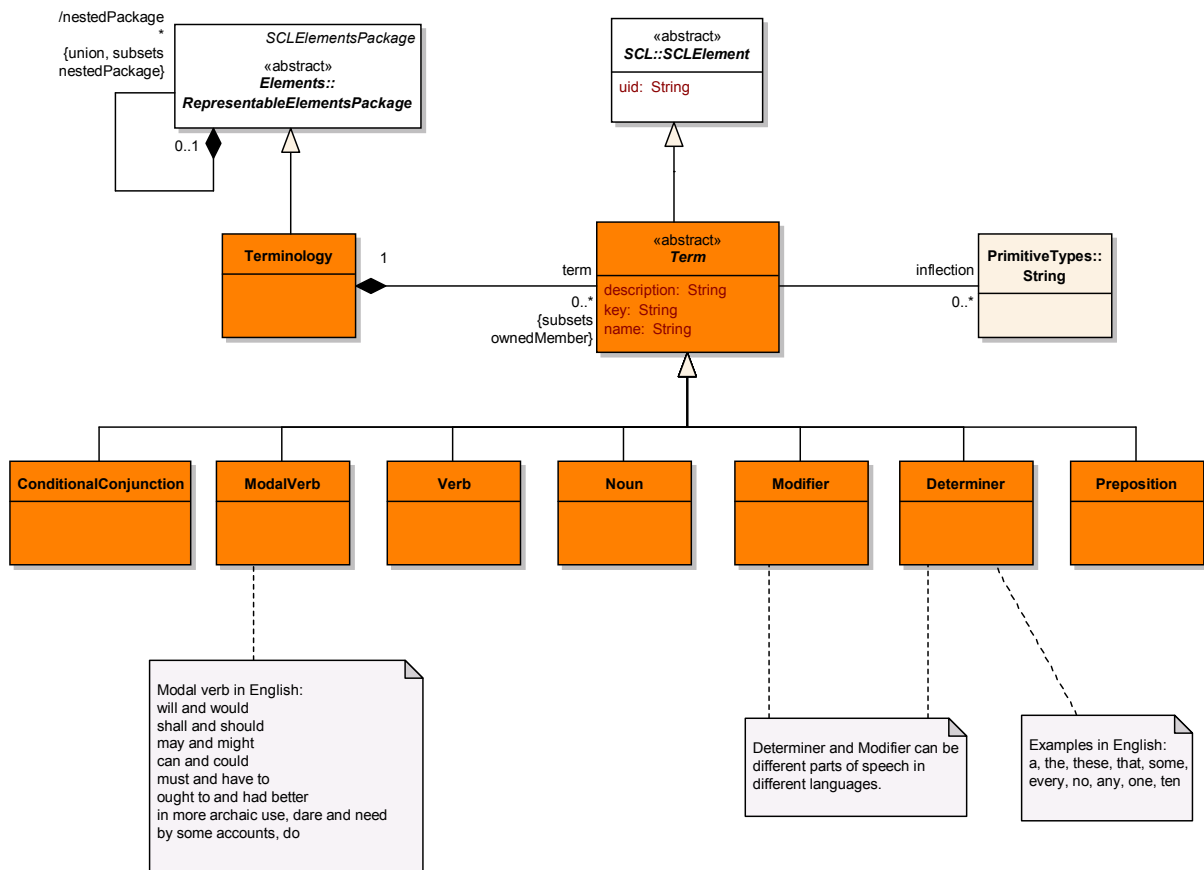 /nestedPackage
*
{union, subsets
nestedPackage}
0..1
SCLElementsPackage
«abstract»
Elements::
RepresentableElementsPackage
«abstract»
SCL::SCLElement
uid: String
Terminology
1
term
0..*
{subsets
ownedMember}
«abstract»
Term
description: String
key: String
name: String
inflection
0..*
PrimitiveTypes::
String
ConditionalConjunction
ModalVerb
Verb
Noun
Modifier
Determiner
Preposition
Modal verb in English:
will and would
shall and should
may and might
can and could
must and have to
ought to and had better
in more archaic use, dare and need
by some accounts, do
Determiner and Modifier can be
different parts of speech in
different languages.
Examples in English:
a, the, these, that, some,
every, no, any, one, ten